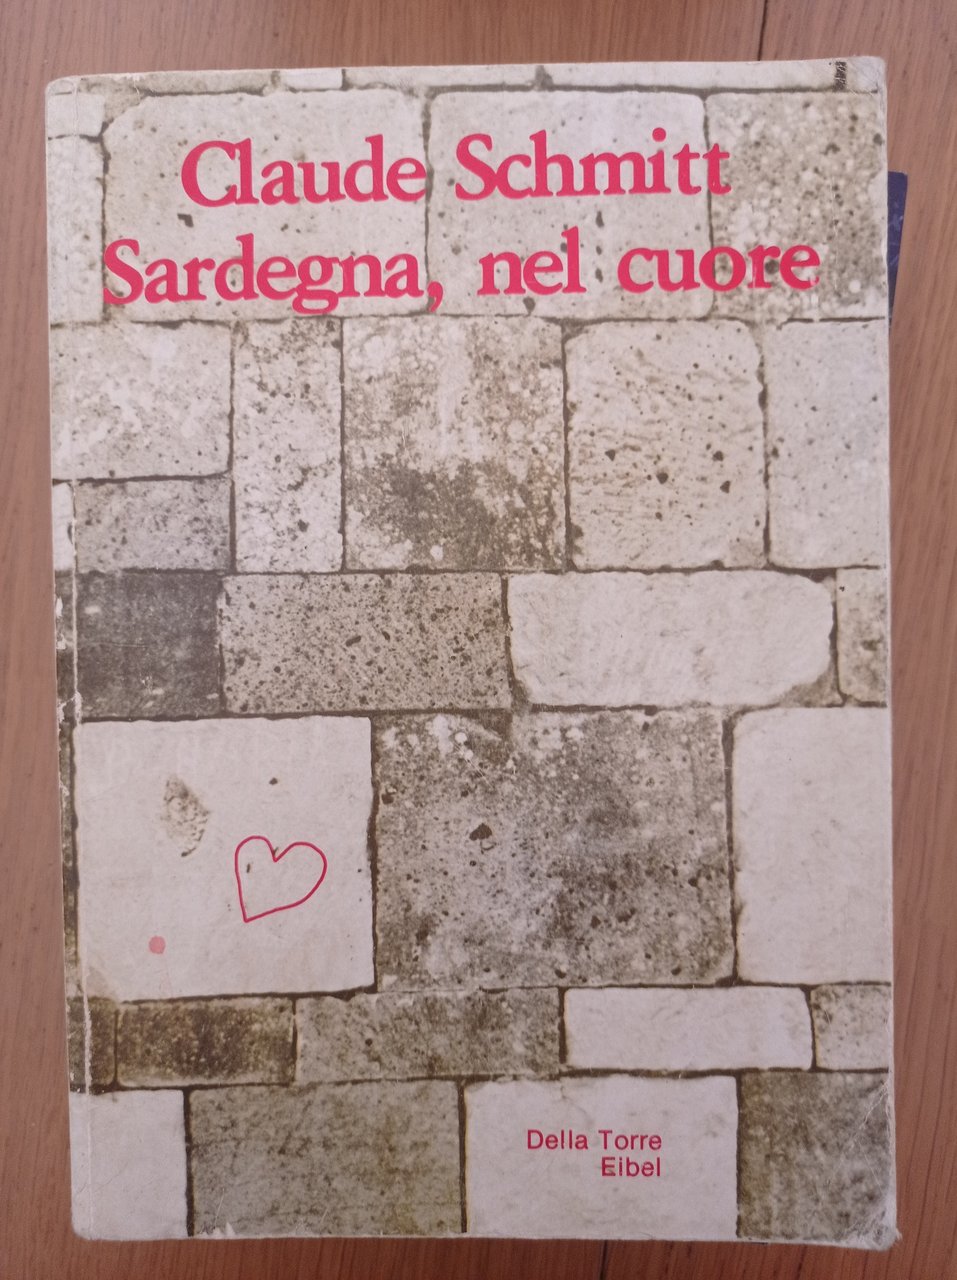 Claude Schmitt
Sardegna, nel cuore
Della Torre
Eibel